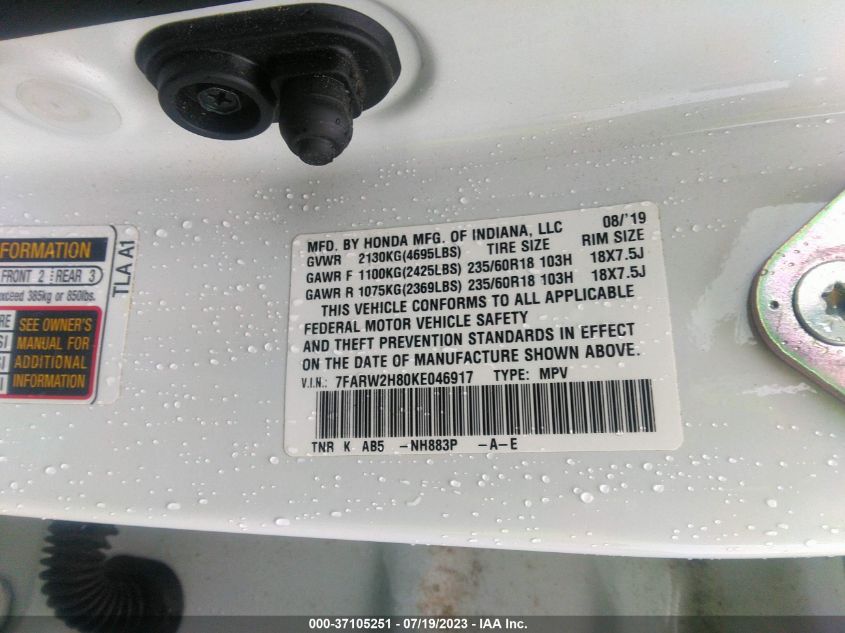 FORMATION
FRONT 2 REAR 3
exceed 385kg or 850lbs.
SEE OWNER'S
MANUAL FOR
ADDITIONAL
INFORMATION
TLA A1
MFD. BY HONDA MFG. OF INDIANA, LLC 08/'19
GVWR 2130KG(4695LBS) TIRE SIZE RIM SIZE
GAWR F 1100KG(2425LBS) 235/60R18 103H 18X7.5J
GAWR R 1075KG(2369LBS) 235/60R18 103H 18X7.5J
THIS VEHICLE CONFORMS TO ALL APPLICABLE
FEDERAL MOTOR VEHICLE SAFETY
AND THEFT PREVENTION STANDARDS IN EFFECT
ON THE DATE OF MANUFACTURE SHOWN ABOVE.
V.I.N.: 7FARW2H80KE046917 TYPE: MPV
TNR K AB5 -NH883P -A-E
000-37105251 - 07/19/2023 - IAA Inc.